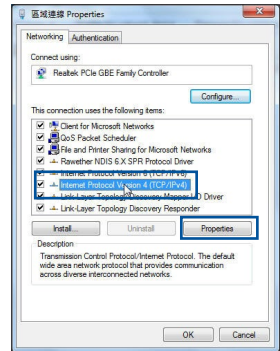 區域連線 Properties
Networking
Authentication
Connect using:
Realtek PCIe GBE Family Controller
Configure...
This connection uses the following items:
Client for Microsoft Networks
QoS Packet Scheduler
File and Printer Sharing for Microsoft Networks
Rawether NDIS 6.X SPR Protocol Driver
Internet Protocol Version 6 (TCP/IPv6)
Internet Protocol Version 4 (TCP/IPv4)
Link-Layer Topology Discovery Mapper I/O Driver
Link-Layer Topology Discovery Responder
Install...
Uninstall
Properties
Description
Transmission Control Protocol/Internet Protocol. The default
wide area network protocol that provides communication
across diverse interconnected networks.
OK
Cancel